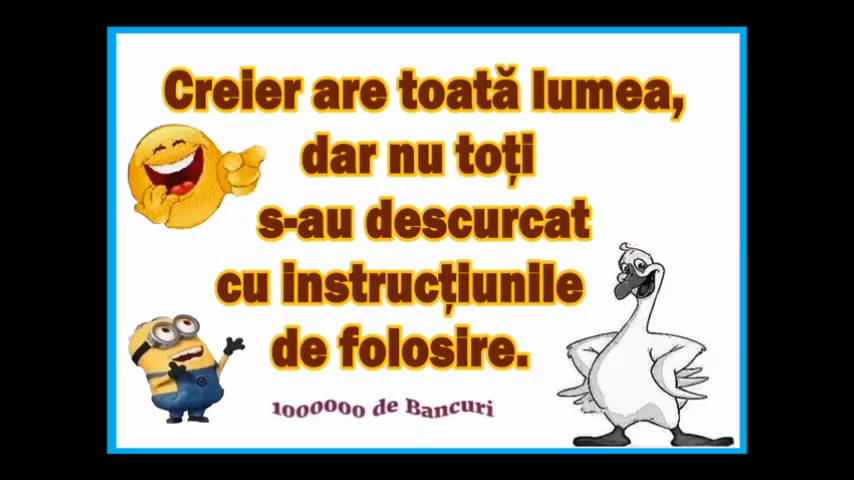 Creier are toată lumea,
dar nu toți
s-au descurcat
cu instrucțiunile
de folosire.
1000000 de Bancuri